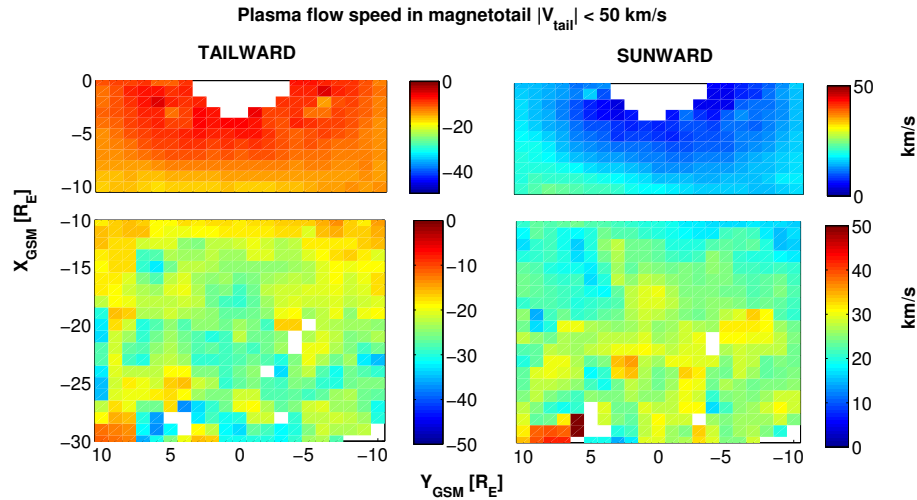 Plasma flow speed in magnetotail |V_tail| < 50 km/s
TAILWARD
SUNWARD
0
−5
−10
0
−20
−40
50
0
km/s
−10
−15
−20
−25
−30
0
−10
−20
−30
−40
−50
50
40
30
20
10
0
km/s
X_GSM [R_E]
10 5 0 −5 −10
10 5 0 −5 −10
Y_GSM [R_E]